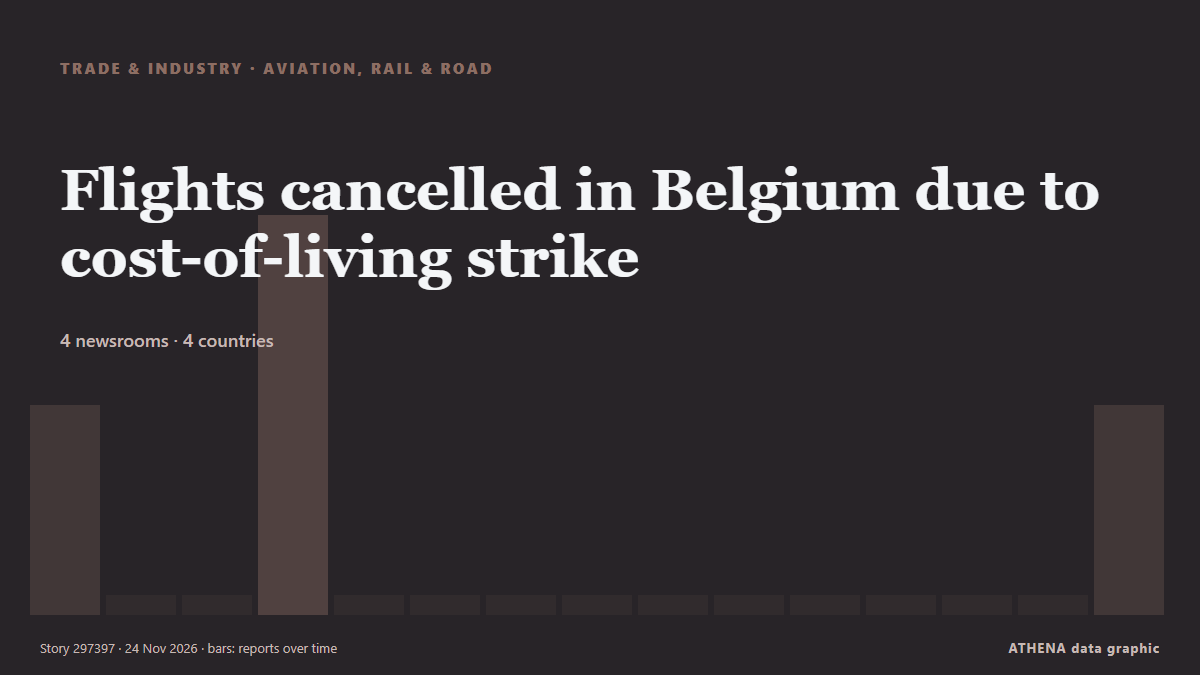 TRADE & INDUSTRY · AVIATION, RAIL & ROAD
Flights cancelled in Belgium due to
cost-of-living strike
4 newsrooms · 4 countries
Story 297397 · 24 Nov 2026 · bars: reports over time
ATHENA data graphic